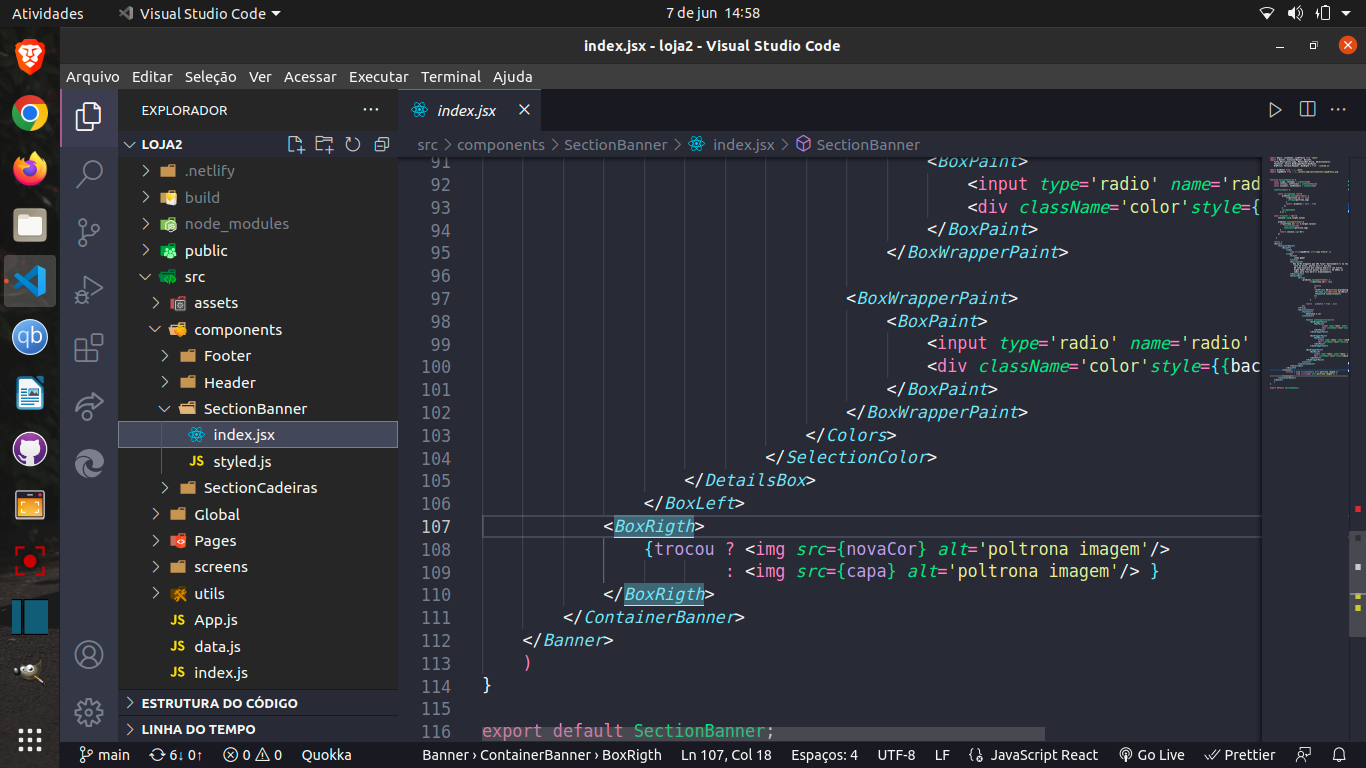 Atividades
Visual Studio Code
7 de jun 14:58
index.jsx - loja2 - Visual Studio Code
Arquivo Editar Seleção Ver Acessar Executar Terminal Ajuda
EXPLORADOR
index.jsx
LOJA2
src > components > SectionBanner > index.jsx > SectionBanner
.netlify
build
node_modules
public
src
assets
components
Footer
Header
SectionBanner
index.jsx
JS styled.js
SectionCadeiras
Global
Pages
screens
utils
JS App.js
JS data.js
JS index.js
ESTRUTURA DO CÓDIGO
LINHA DO TEMPO
qb
91 <BoxPaint>
92 <input type='radio' name='rad
93 <div className='color'style={
94 </BoxPaint>
95 </BoxWrapperPaint>
96
97 <BoxWrapperPaint>
98 <BoxPaint>
99 <input type='radio' name='radio'
100 <div className='color'style={{bac
101 </BoxPaint>
102 </BoxWrapperPaint>
103 </Colors>
104 </SelectionColor>
105 </DetailsBox>
106 </BoxLeft>
107 <BoxRigth>
108 {trocou ? <img src={novaCor} alt='poltrona imagem'/>
109 : <img src={capa} alt='poltrona imagem'/> }
110 </BoxRigth>
111 </ContainerBanner>
112 </Banner>
113 )
114 }
115
116 export default SectionBanner;
main 6↓ 0↑ 0 0 Quokka Banner › ContainerBanner › BoxRigth Ln 107, Col 18 Espaços: 4 UTF-8 LF {} JavaScript React Go Live Prettier